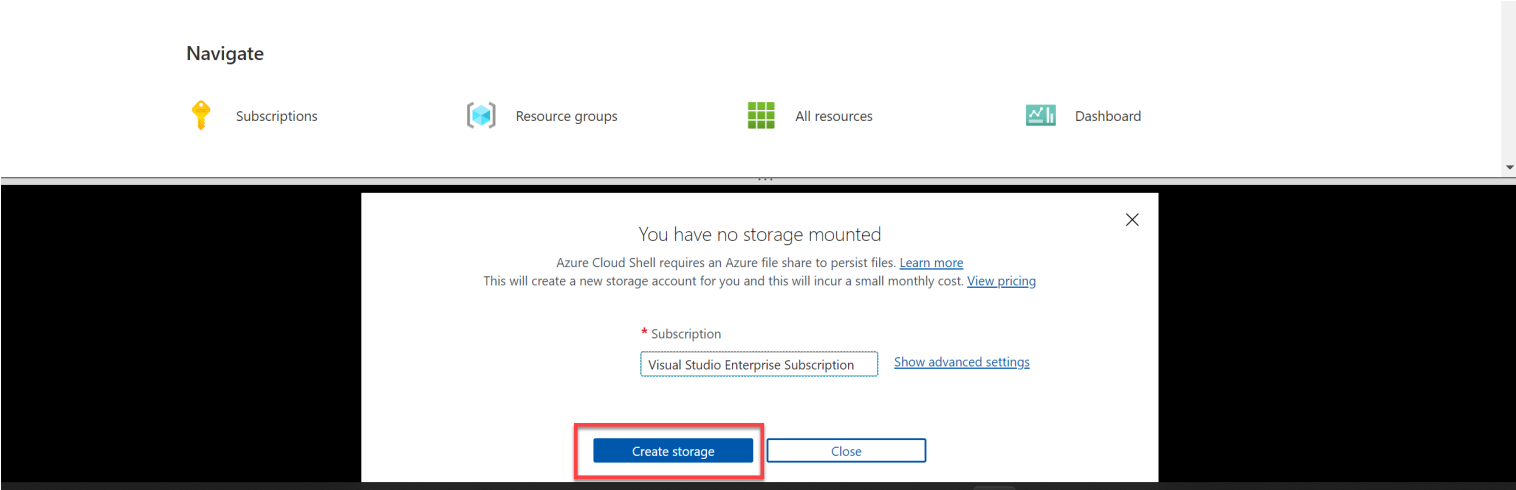 Navigate
Subscriptions
Resource groups
All resources
Dashboard
You have no storage mounted
Azure Cloud Shell requires an Azure file share to persist files. Learn more
This will create a new storage account for you and this will incur a small monthly cost. View pricing
* Subscription
Visual Studio Enterprise Subscription
Show advanced settings
Create storage
Close